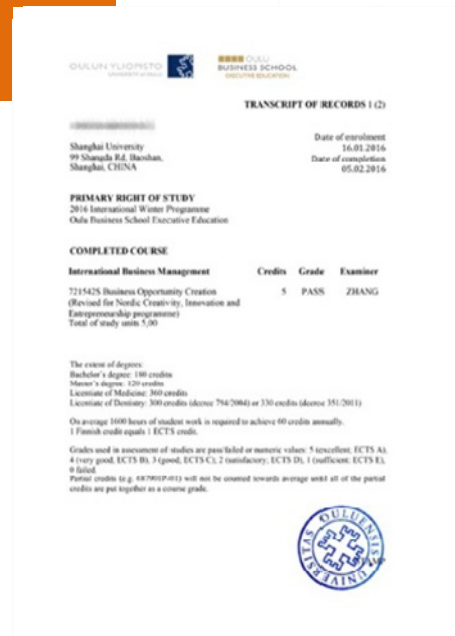 OULUN YLIOPISTO
UNIVERSITY of OULU
OULU
BUSINESS SCHOOL
EXECUTIVE EDUCATION
TRANSCRIPT OF RECORDS 1 (2)
Date of enrolment
16.01.2016
Shanghai University
99 Shangda Rd, Baoshan,
Shanghai, CHINA
Date of completion
05.02.2016
PRIMARY RIGHT OF STUDY
2016 International Winter Programme
Oulu Business School Executive Education
COMPLETED COURSE
International Business Management Credits Grade Examiner
721542S Business Opportunity Creation 5 PASS ZHANG
(Revised for Nordic Creativity, Innovation and
Entrepreneurship programme)
Total of study units 5,00
The extent of degrees:
Bachelor's degree: 180 credits
Master's degree: 120 credits
Licentiate of Medicine: 360 credits
Licentiate of Dentistry: 300 credits (decree 794/2004) or 330 credits (decree 351/2011)
On average 1600 hours of student work is required to achieve 60 credits annually.
1 Finnish credit equals 1 ECTS credit.
Grades used in assessment of studies are pass/failed or numeric values: 5 (excellent; ECTS A),
4 (very good; ECTS B), 3 (good; ECTS C), 2 (satisfactory; ECTS D), 1 (sufficient; ECTS E),
0 failed.
Partial credits (e.g. 687901P-01) will not be counted towards average until all of the partial
credits are put together as a course grade.
UNIVERSITAS OULUENSIS